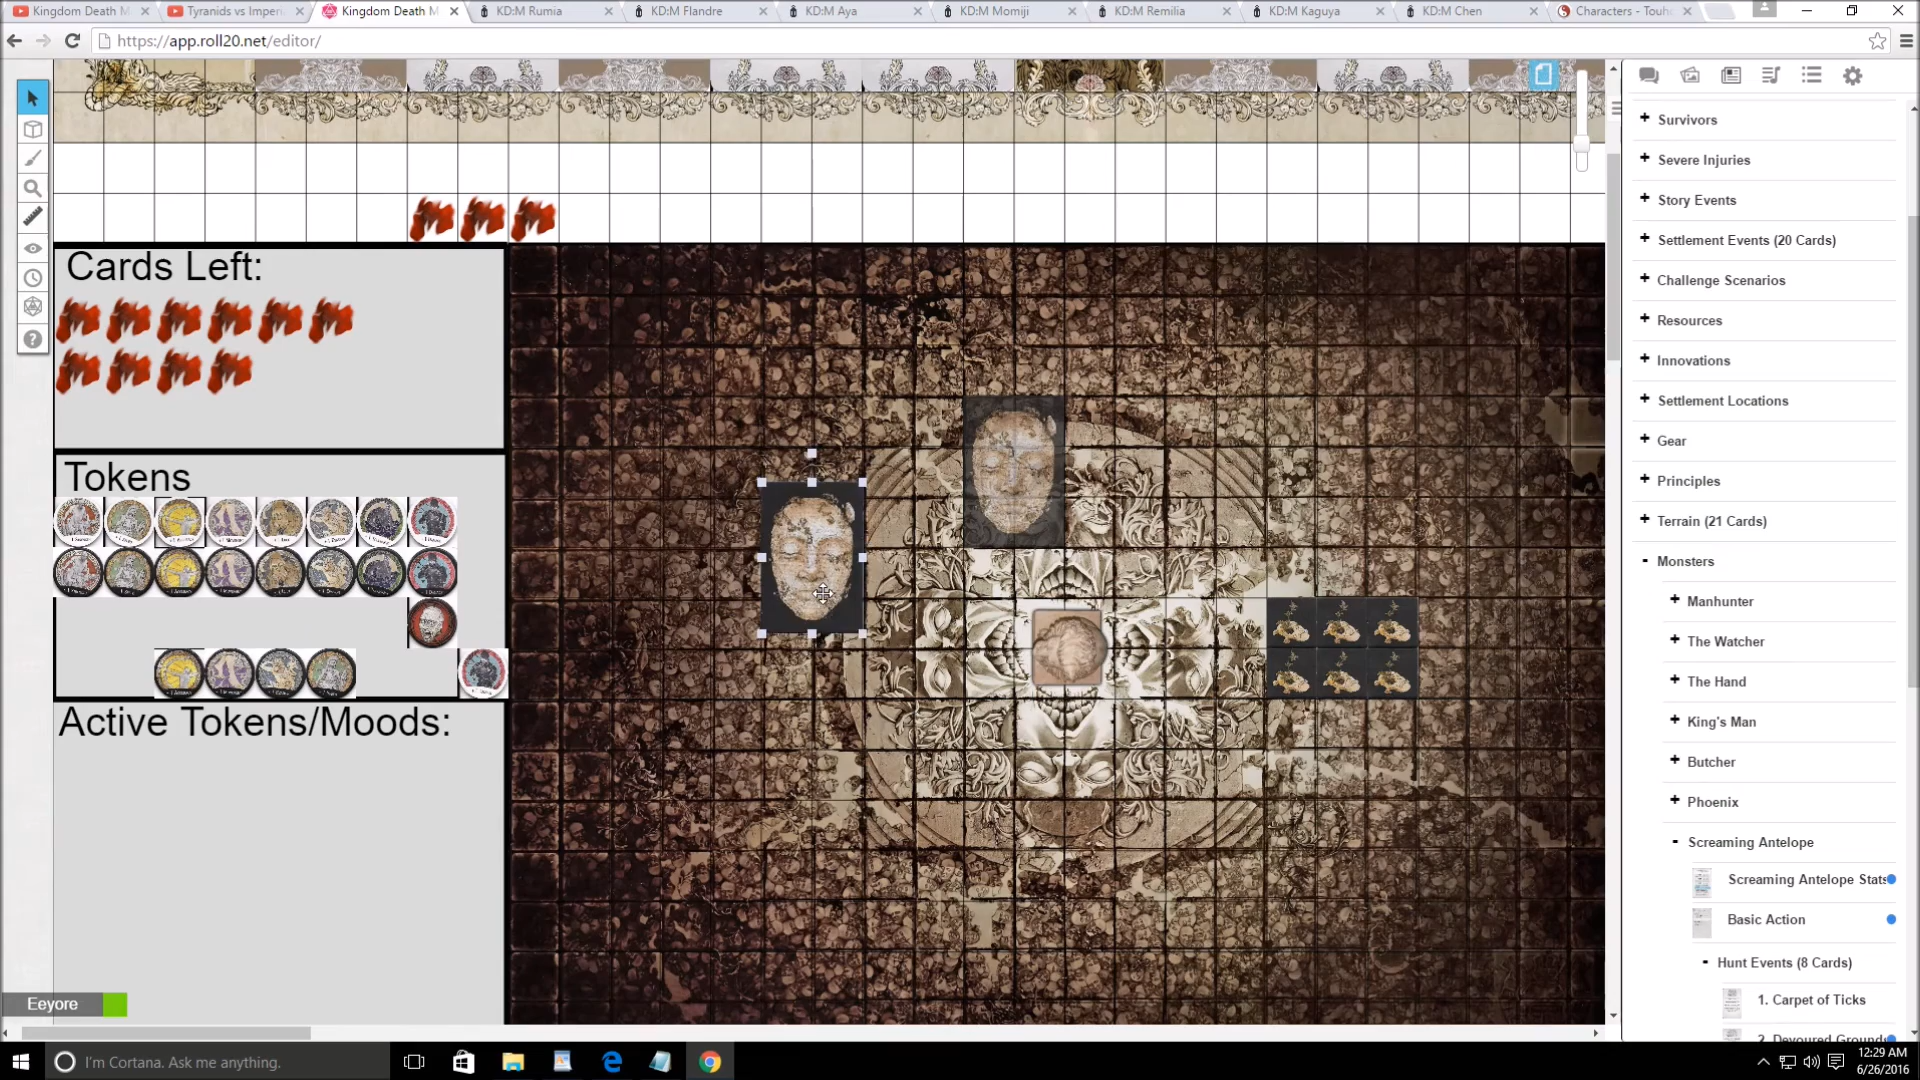 Kingdom Death M
Tyranids vs Imperi
Kingdom Death M
KD:M Rumia
KD:M Flandre
KD:M Aya
KD:M Momiji
KD:M Remilia
KD:M Kaguya
KD:M Chen
Characters - Touh
https://app.roll20.net/editor/
Cards Left:
Tokens
Active Tokens/Moods:
Eeyore
Survivors
Severe Injuries
Story Events
Settlement Events (20 Cards)
Challenge Scenarios
Resources
Innovations
Settlement Locations
Gear
Principles
Terrain (21 Cards)
Monsters
Manhunter
The Watcher
The Hand
King's Man
Butcher
Phoenix
Screaming Antelope
Screaming Antelope Stats
Basic Action
Hunt Events (8 Cards)
1. Carpet of Ticks
2. Devoured Grounds
I'm Cortana. Ask me anything.
12:29 AM
6/26/2016